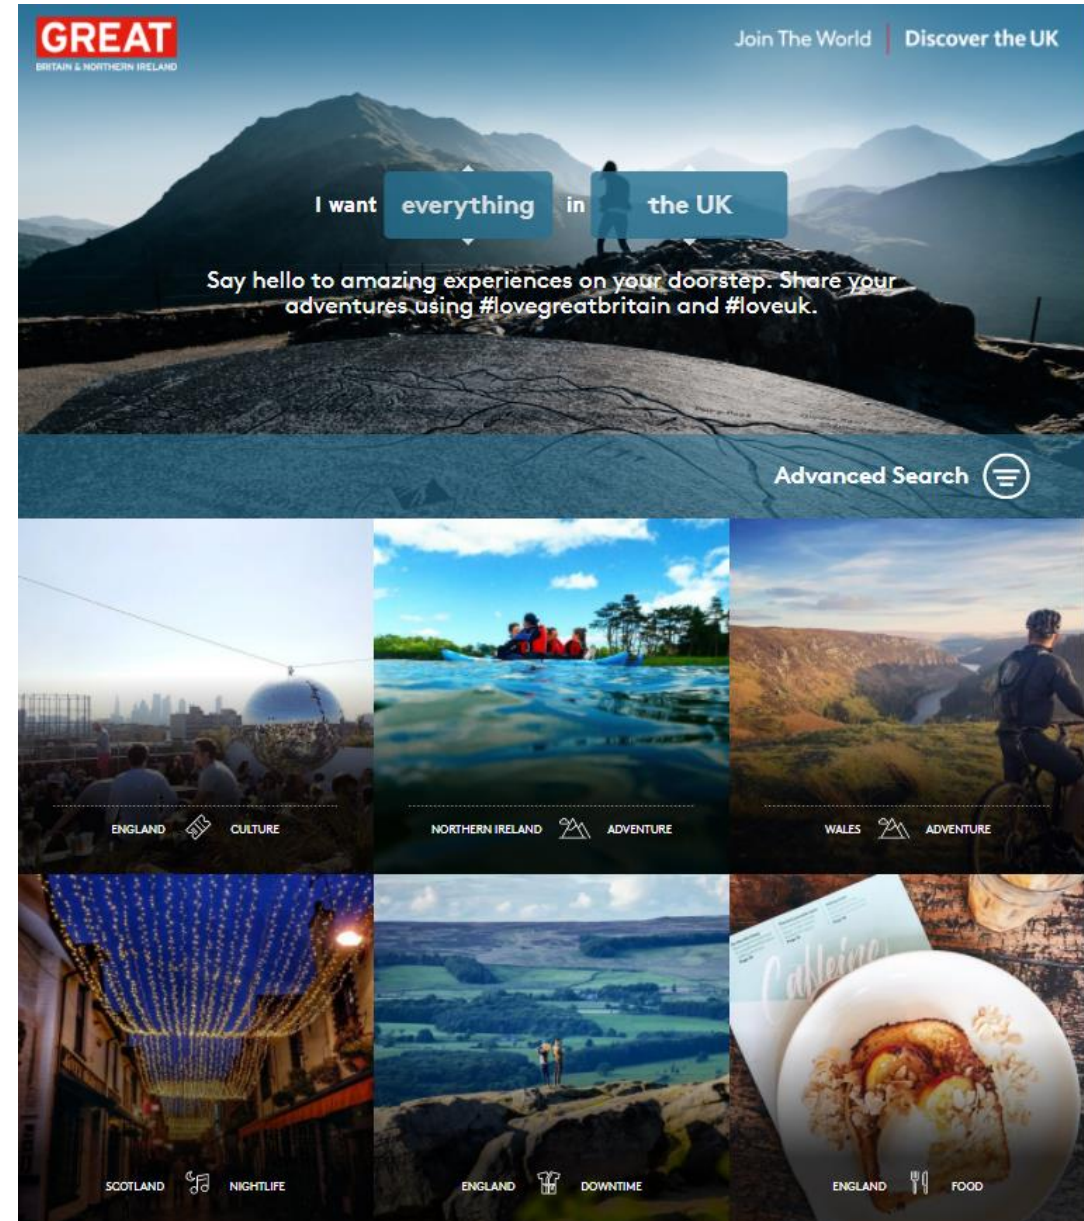 GREAT
BRITAIN & NORTHERN IRELAND
Join The World | Discover the UK
I want everything in the UK
Say hello to amazing experiences on your doorstep. Share your
adventures using #lovegreatbritain and #loveuk.
Advanced Search
ENGLAND CULTURE
NORTHERN IRELAND ADVENTURE
WALES ADVENTURE
SCOTLAND NIGHTLIFE
ENGLAND DOWNTIME
Caffeine
ENGLAND FOOD